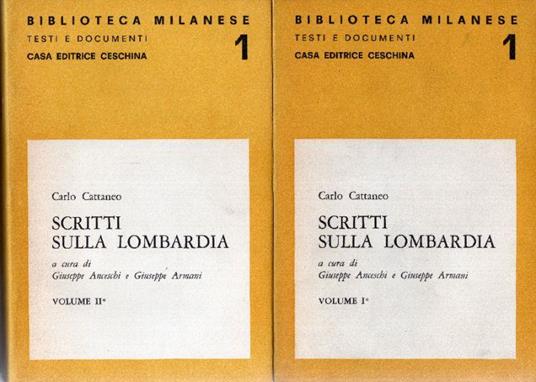 BIBLIOTECA MILANESE
TESTI E DOCUMENTI
CASA EDITRICE CESCHINA 1
Carlo Cattaneo
SCRITTI
SULLA LOMBARDIA
a cura di
Giuseppe Anceschi e Giuseppe Armani
VOLUME II°
BIBLIOTECA MILANESE
TESTI E DOCUMENTI
CASA EDITRICE CESCHINA 1
Carlo Cattaneo
SCRITTI
SULLA LOMBARDIA
a cura di
Giuseppe Anceschi e Giuseppe Armani
VOLUME I°